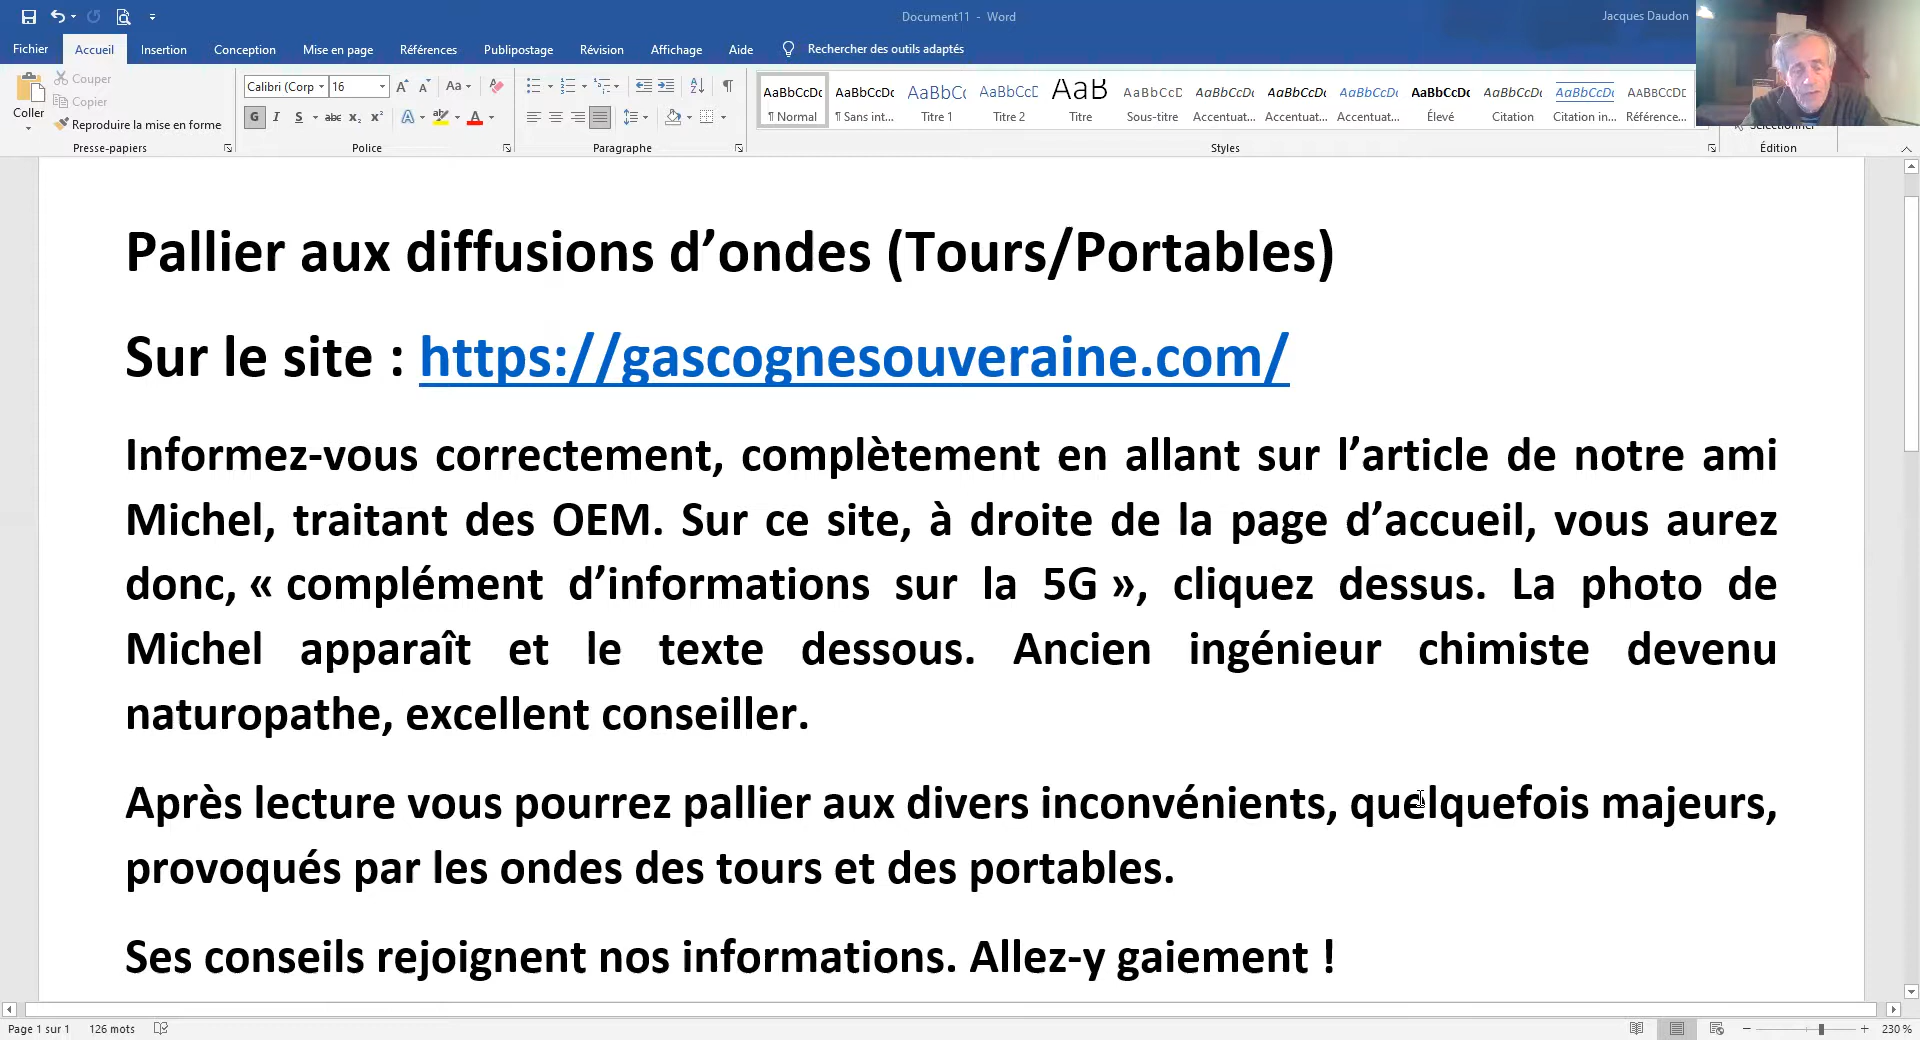 Document11 - Word
Jacques Daudon
Fichier Accueil Insertion Conception Mise en page Références Publipostage Révision Affichage Aide Rechercher des outils adaptés
Coller
Couper
Copier
Reproduire la mise en forme
Presse-papiers
Calibri (Corp 16
G I S abc x₂ x²
Police
Paragraphe
AaBbCcDc AaBbCcDc AaBbCc AaBbCcD AaB AaBbCcD AaBbCcDc AaBbCcDc AaBbCcDc AaBbCcDc AaBbCcDc AaBbCcDc AABBCCDC
¶ Normal ¶ Sans int... Titre 1 Titre 2 Titre Sous-titre Accentuat... Accentuat... Accentuat... Élevé Citation Citation in... Référence...
Styles
Sélectionner
Édition
Pallier aux diffusions d’ondes (Tours/Portables)
Sur le site : https://gascognesouveraine.com/
Informez-vous correctement, complètement en allant sur l’article de notre ami
Michel, traitant des OEM. Sur ce site, à droite de la page d’accueil, vous aurez
donc, « complément d’informations sur la 5G », cliquez dessus. La photo de
Michel apparaît et le texte dessous. Ancien ingénieur chimiste devenu
naturopathe, excellent conseiller.
Après lecture vous pourrez pallier aux divers inconvénients, quelquefois majeurs,
provoqués par les ondes des tours et des portables.
Ses conseils rejoignent nos informations. Allez-y gaiement !
Page 1 sur 1 126 mots
230 %